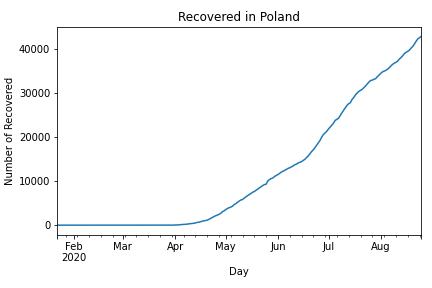 Recovered in Poland
Number of Recovered
40000
30000
20000
10000
0
Feb Mar Apr May Jun Jul Aug
2020
Day